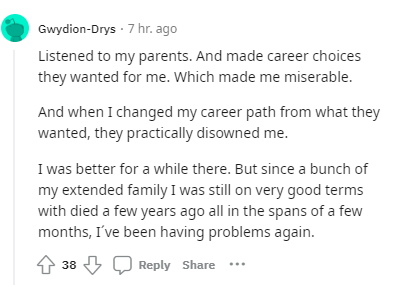 Gwydion-Drys · 7 hr. ago
Listened to my parents. And made career choices
they wanted for me. Which made me miserable.
And when I changed my career path from what they
wanted, they practically disowned me.
I was better for a while there. But since a bunch of
my extended family I was still on very good terms
with died a few years ago all in the spans of a few
months, I´ve been having problems again.
38 Reply Share ···